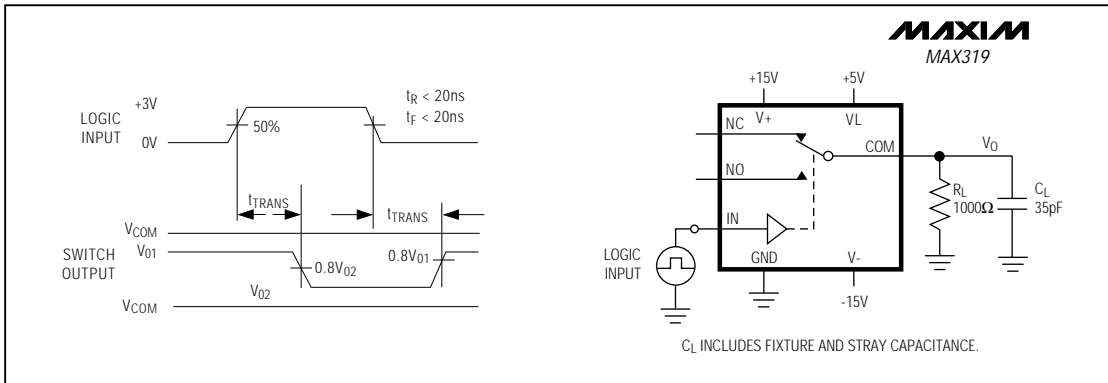 MAXIM
MAX319
+3V
LOGIC
INPUT
0V
50%
tR < 20ns
tF < 20ns
tTRANS
tTRANS
VCOM
V01
SWITCH
OUTPUT
0.8V02
0.8V01
V02
VCOM
+15V
+5V
V+
VL
NC
COM
VO
NO
RL
1000Ω
CL
35pF
IN
LOGIC
INPUT
GND
V-
-15V
CL INCLUDES FIXTURE AND STRAY CAPACITANCE.